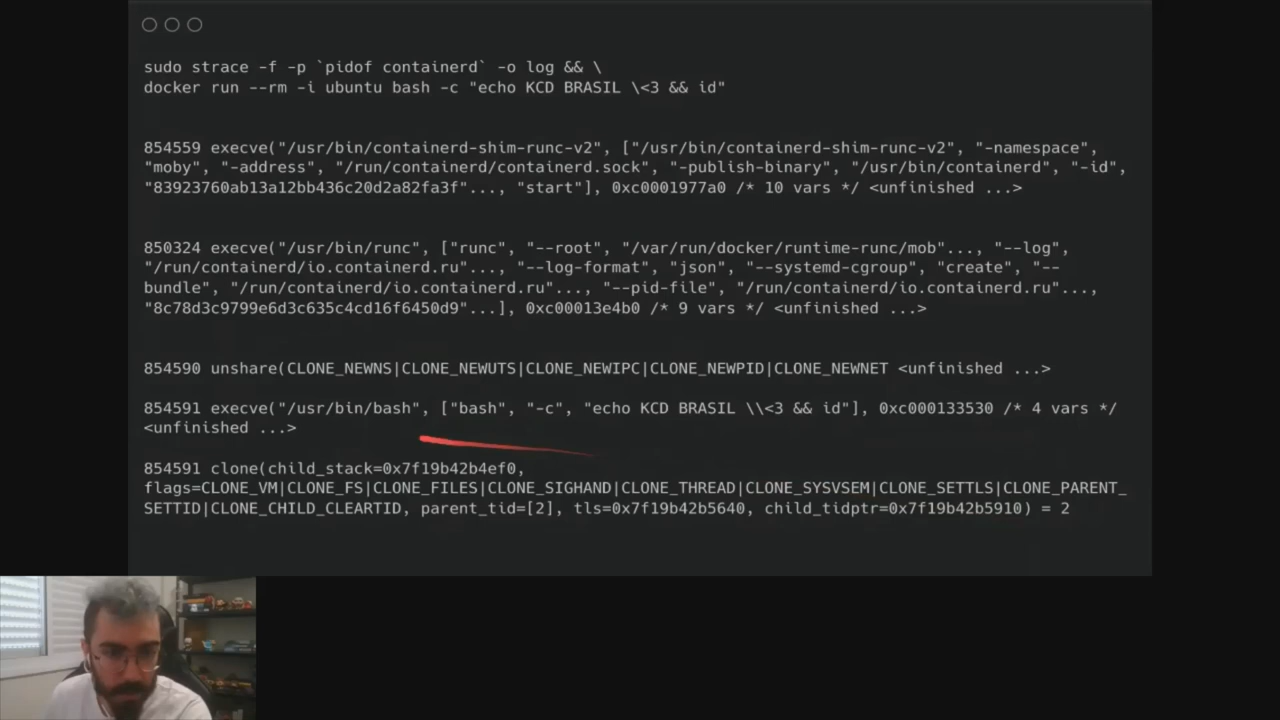 sudo strace -f -p `pidof containerd` -o log && \
docker run --rm -i ubuntu bash -c "echo KCD BRASIL \<3 && id"
854559 execve("/usr/bin/containerd-shim-runc-v2", ["/usr/bin/containerd-shim-runc-v2", "-namespace",
"moby", "-address", "/run/containerd/containerd.sock", "-publish-binary", "/usr/bin/containerd", "-id",
"83923760ab13a12bb436c20d2a82fa3f"..., "start"], 0xc0001977a0 /* 10 vars */ <unfinished ...>
850324 execve("/usr/bin/runc", ["runc", "--root", "/var/run/docker/runtime-runc/mob"..., "--log",
"/run/containerd/io.containerd.ru"..., "--log-format", "json", "--systemd-cgroup", "create", "--
bundle", "/run/containerd/io.containerd.ru"..., "--pid-file", "/run/containerd/io.containerd.ru"...,
"8c78d3c9799e6d3c635c4cd16f6450d9"...], 0xc00013e4b0 /* 9 vars */ <unfinished ...>
854590 unshare(CLONE_NEWNS|CLONE_NEWUTS|CLONE_NEWIPC|CLONE_NEWPID|CLONE_NEWNET <unfinished ...>
854591 execve("/usr/bin/bash", ["bash", "-c", "echo KCD BRASIL \\<3 && id"], 0xc000133530 /* 4 vars */
<unfinished ...>
854591 clone(child_stack=0x7f19b42b4ef0,
flags=CLONE_VM|CLONE_FS|CLONE_FILES|CLONE_SIGHAND|CLONE_THREAD|CLONE_SYSVSEM|CLONE_SETTLS|CLONE_PARENT_
SETTID|CLONE_CHILD_CLEARTID, parent_tid=[2], tls=0x7f19b42b5640, child_tidptr=0x7f19b42b5910) = 2